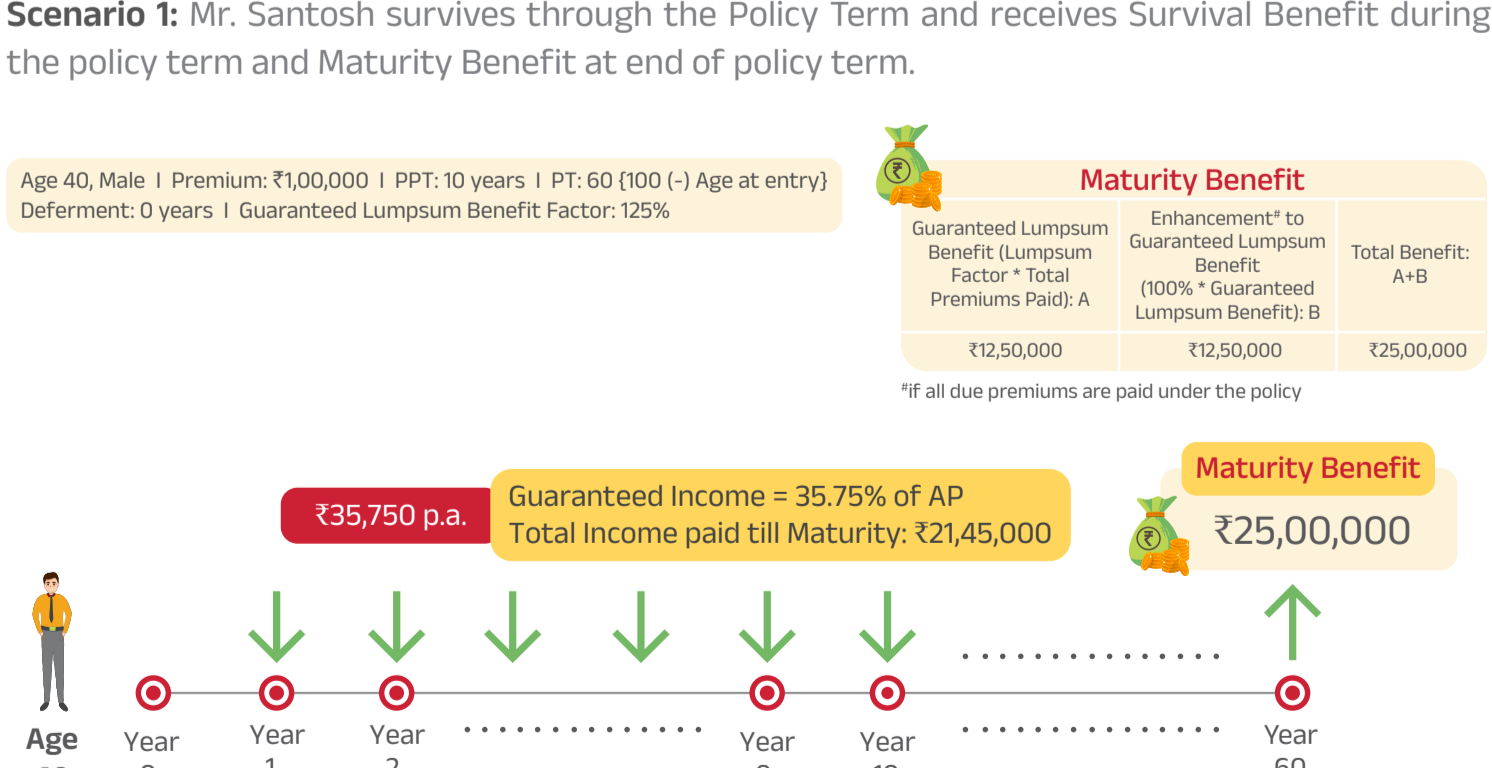 Scenario 1: Mr. Santosh survives through the Policy Term and receives Survival Benefit during
the policy term and Maturity Benefit at end of policy term.
Age 40, Male I Premium: ₹1,00,000 I PPT: 10 years I PT: 60 {100 (-) Age at entry}
Deferment: 0 years I Guaranteed Lumpsum Benefit Factor: 125%
Maturity Benefit
Guaranteed Lumpsum
Benefit (Lumpsum
Factor * Total
Premiums Paid): A
Enhancement# to
Guaranteed Lumpsum
Benefit
(100% * Guaranteed
Lumpsum Benefit): B
Total Benefit:
A+B
₹12,50,000
₹12,50,000
₹25,00,000
#if all due premiums are paid under the policy
₹35,750 p.a.
Guaranteed Income = 35.75% of AP
Total Income paid till Maturity: ₹21,45,000
Maturity Benefit
₹25,00,000
Age
Year
Year
1
Year
2
Year
Year
Year
60